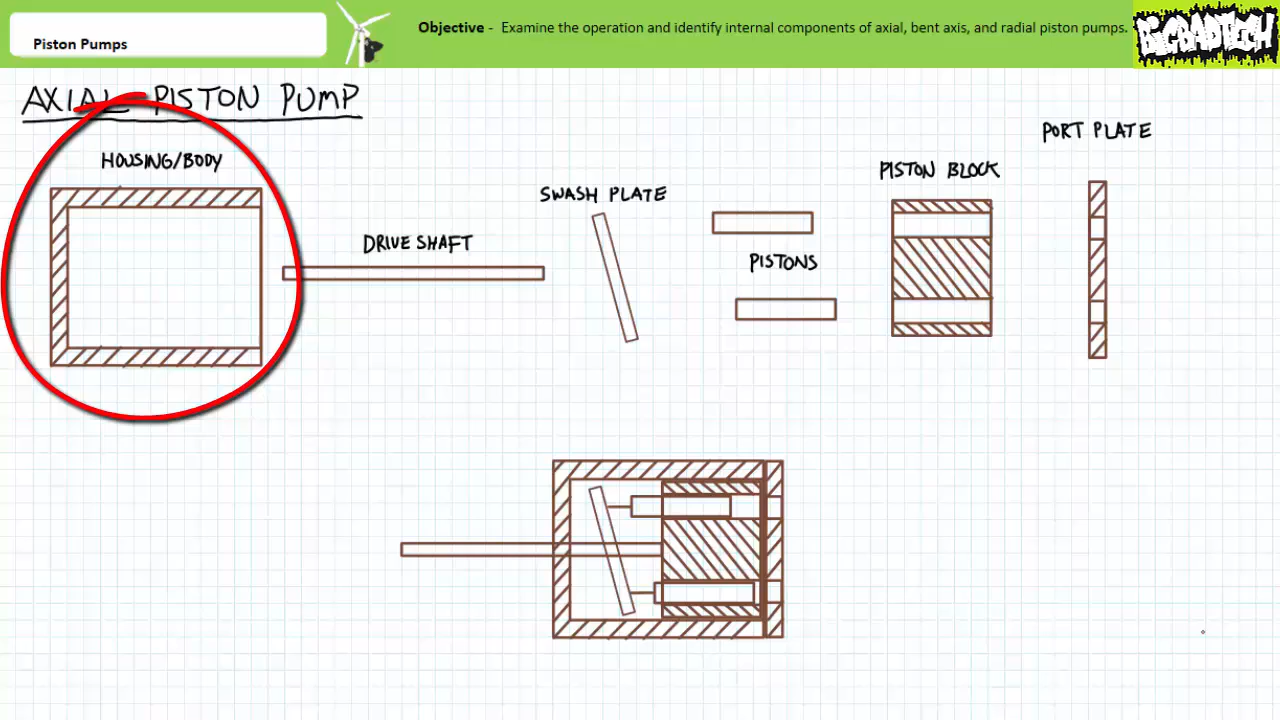 Piston Pumps
Objective - Examine the operation and identify internal components of axial, bent axis, and radial piston pumps.
BIGBADTECH
AXIAL PISTON PUMP
HOUSING/BODY
DRIVE SHAFT
SWASH PLATE
PISTONS
PISTON BLOCK
PORT PLATE